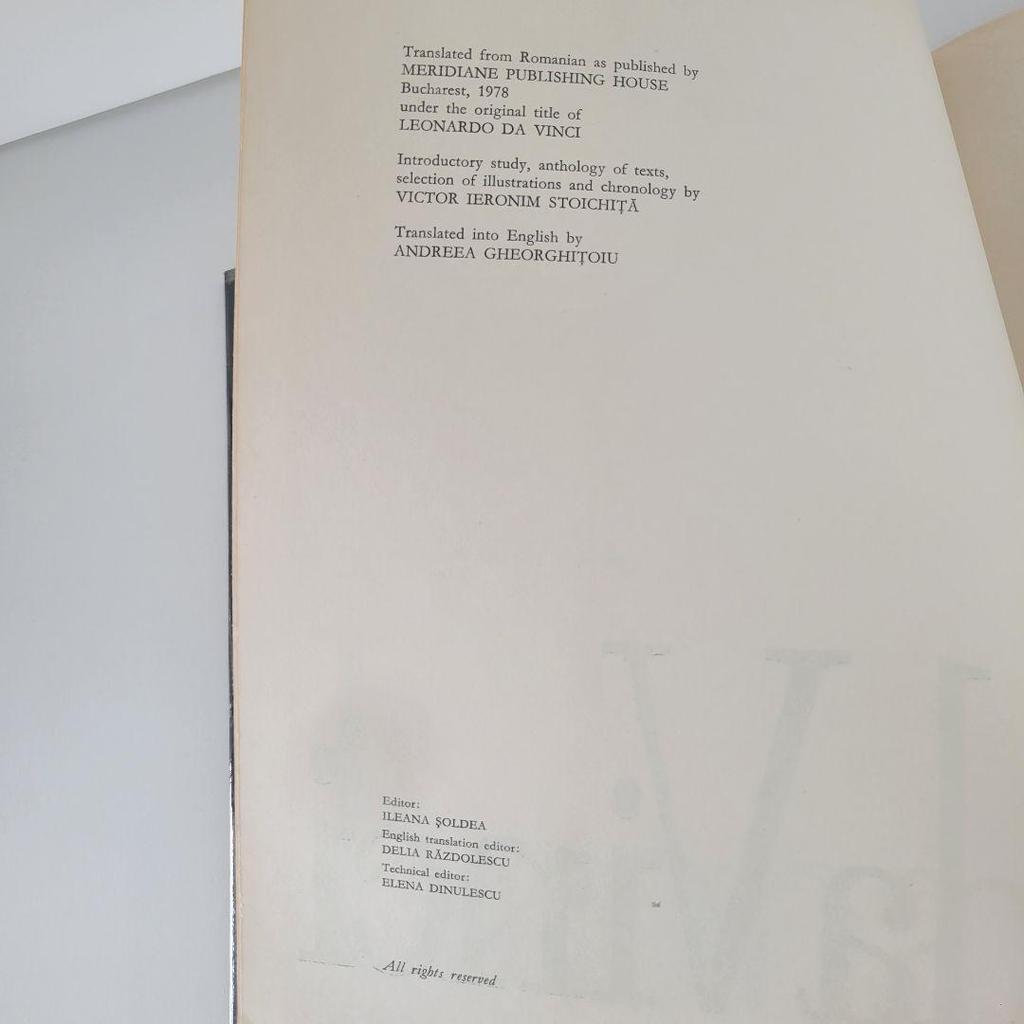 Translated from Romanian as published by
MERIDIANE PUBLISHING HOUSE
Bucharest, 1978
under the original title of
LEONARDO DA VINCI
Introductory study, anthology of texts,
selection of illustrations and chronology by
VICTOR IERONIM STOICHIȚĂ
Translated into English by
ANDREEA GHEORGHIȚOIU
Editor:
ILEANA ȘOLDEA
English translation editor:
DELIA RĂZDOLESCU
Technical editor:
ELENA DINULESCU
All rights reserved